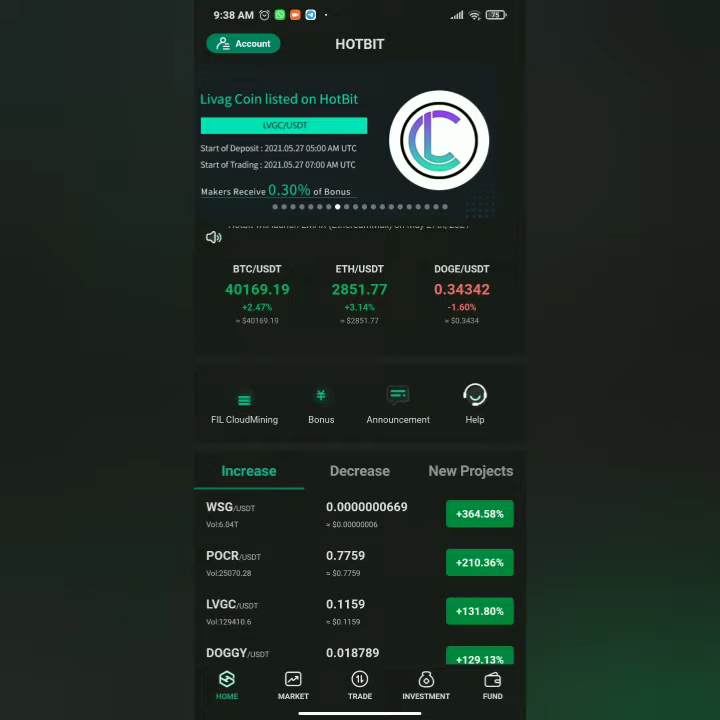 9:38 AM
75
Account
HOTBIT
Livag Coin listed on HotBit
LVGC/USDT
Start of Deposit : 2021.05.27 05:00 AM UTC
Start of Trading : 2021.05.27 07:00 AM UTC
Makers Receive 0.30% of Bonus
BTC/USDT ETH/USDT DOGE/USDT
40169.19 2851.77 0.34342
+2.47% +3.14% -1.60%
≈ $40169.19 ≈ $2851.77 ≈ $0.3434
FIL CloudMining Bonus Announcement Help
Increase Decrease New Projects
WSG/USDT 0.0000000669 +364.58%
Vol:6.04T ≈ $0.00000006
POCR/USDT 0.7759 +210.36%
Vol:25070.28 ≈ $0.7759
LVGC/USDT 0.1159 +131.80%
Vol:129410.6 ≈ $0.1159
DOGGY/USDT 0.018789 +129.13%
HOME MARKET TRADE INVESTMENT FUND